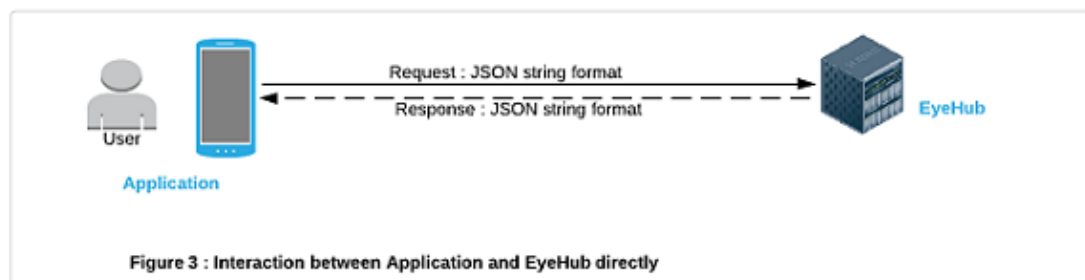 Request : JSON string format
Response : JSON string format
EyeHub
User
Application
Figure 3 : Interaction between Application and EyeHub directly